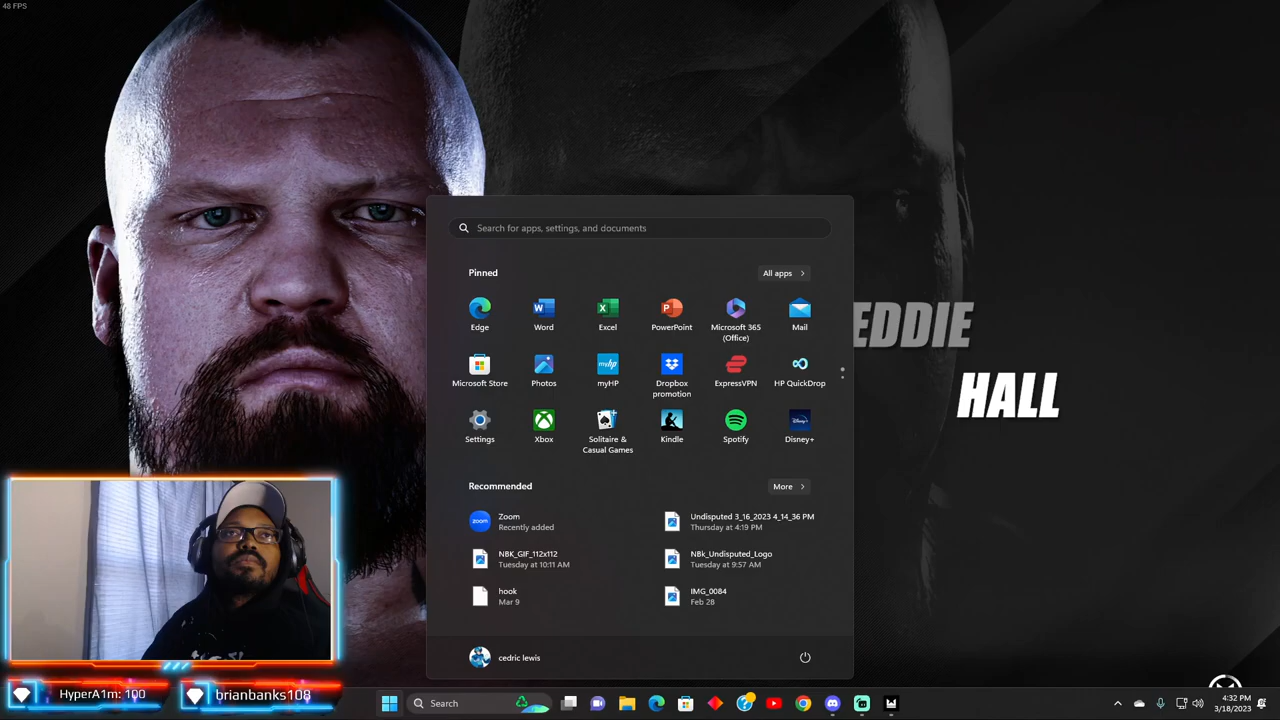 48 FPS
Search for apps, settings, and documents
Pinned
All apps
Edge
Word
Excel
PowerPoint
Microsoft 365
(Office)
Mail
Microsoft Store
Photos
myHP
Dropbox
promotion
ExpressVPN
HP QuickDrop
Settings
Xbox
Solitaire &
Casual Games
Kindle
Spotify
Disney+
EDDIE
HALL
Recommended
More
Zoom
Recently added
Undisputed 3_16_2023 4_14_36 PM
Thursday at 4:19 PM
NBK_GIF_112x112
Tuesday at 10:11 AM
NBk_Undisputed_Logo
Tuesday at 9:57 AM
hook
Mar 9
IMG_0084
Feb 28
cedric lewis
HyperA1m: 100
brianbanks108
Search
4:32 PM
3/18/2023